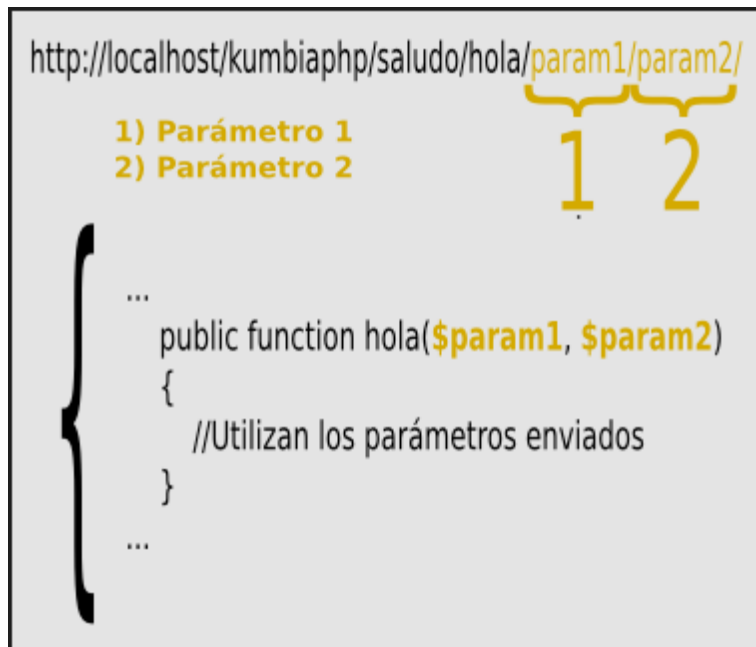 http://localhost/kumbiaphp/saludo/hola/param1/param2/
1) Parámetro 1
2) Parámetro 2
1 2
...
public function hola($param1, $param2)
{
//Utilizan los parámetros enviados
}
...